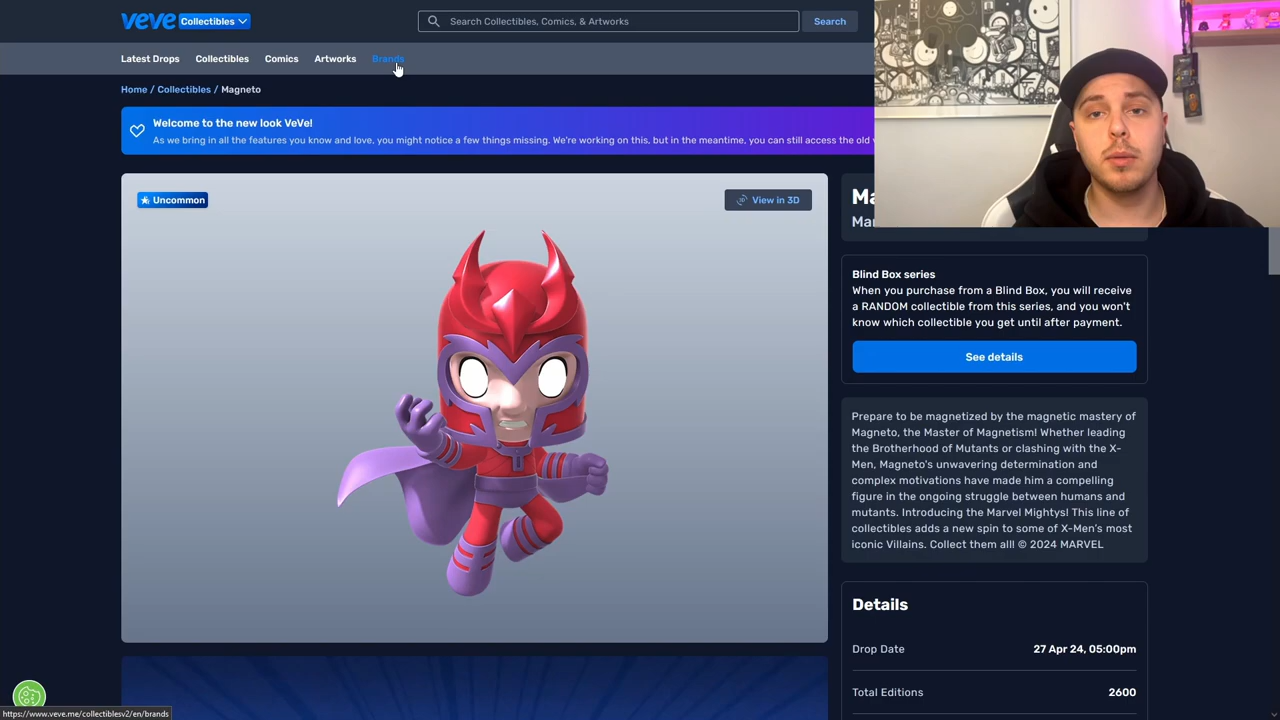 veve Collectibles
Search Collectibles, Comics, & Artworks
Search
Latest Drops Collectibles Comics Artworks Brands
Home / Collectibles / Magneto
Welcome to the new look VeVe!
As we bring in all the features you know and love, you might notice a few things missing. We're working on this, but in the meantime, you can still access the old
Uncommon
View in 3D
Blind Box series
When you purchase from a Blind Box, you will receive
a RANDOM collectible from this series, and you won't
know which collectible you get until after payment.
See details
Prepare to be magnetized by the magnetic mastery of
Magneto, the Master of Magnetism! Whether leading
the Brotherhood of Mutants or clashing with the X-
Men, Magneto's unwavering determination and
complex motivations have made him a compelling
figure in the ongoing struggle between humans and
mutants. Introducing the Marvel Mightys! This line of
collectibles adds a new spin to some of X-Men's most
iconic Villains. Collect them all! © 2024 MARVEL
Details
Drop Date 27 Apr 24, 05:00pm
Total Editions 2600
https://www.veve.me/collectiblesv2/en/brands